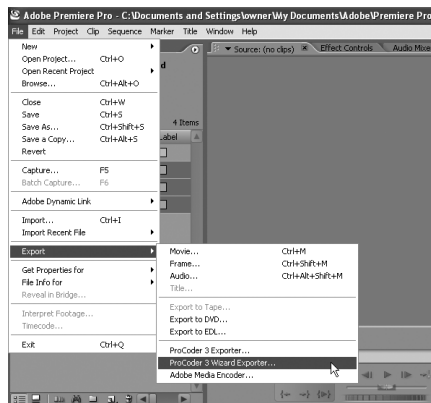 Adobe Premiere Pro - C:\Documents and Settings\owner\My Documents\Adobe\Premiere Pro
File Edit Project Clip Sequence Marker Title Window Help
Source: (no clips) Effect Controls Audio Mixe
New
Open Project... Ctrl+O
Open Recent Project
Browse... Ctrl+Alt+O
Close Ctrl+W
Save Ctrl+S
Save As... Ctrl+Shift+S
Save a Copy... Ctrl+Alt+S
Revert
4 Items
Label
Capture... F5
Batch Capture... F6
Adobe Dynamic Link
Import... Ctrl+I
Import Recent File
Export
Get Properties for
File Info for
Reveal in Bridge...
Interpret Footage...
Timecode...
Exit Ctrl+Q
Movie... Ctrl+M
Frame... Ctrl+Shift+M
Audio... Ctrl+Alt+Shift+M
Title...
Export to Tape...
Export to DVD...
Export to EDL...
ProCoder 3 Exporter...
ProCoder 3 Wizard Exporter...
Adobe Media Encoder...